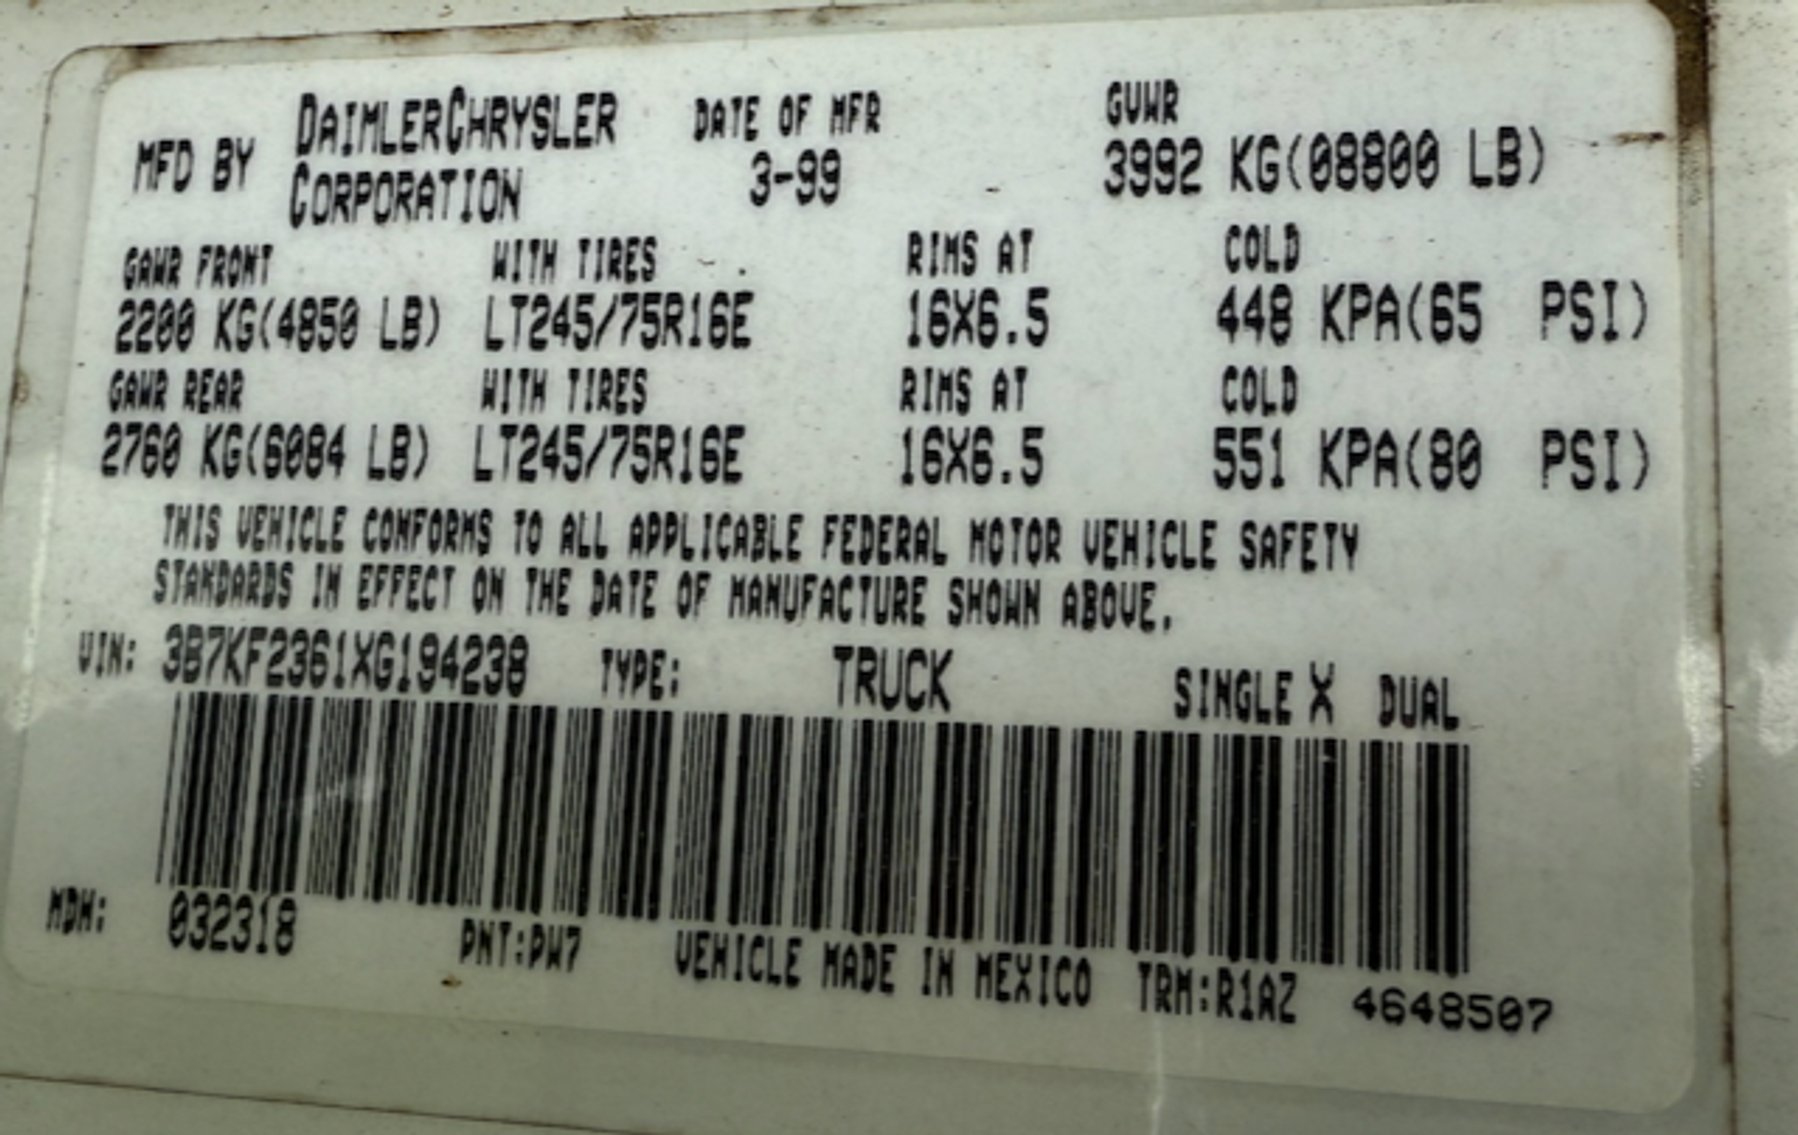 MFD BY DAIMLERCHRYSLER CORPORATION DATE OF MFR 3-99 GVWR 3992 KG(08800 LB)
GAWR FRONT WITH TIRES RIMS AT COLD
2200 KG(4850 LB) LT245/75R16E 16X6.5 448 KPA(65 PSI)
GAWR REAR WITH TIRES RIMS AT COLD
2760 KG(6084 LB) LT245/75R16E 16X6.5 551 KPA(80 PSI)
THIS VEHICLE CONFORMS TO ALL APPLICABLE FEDERAL MOTOR VEHICLE SAFETY
STANDARDS IN EFFECT ON THE DATE OF MANUFACTURE SHOWN ABOVE.
VIN: 3B7KF2361XG194238 TYPE: TRUCK SINGLE X DUAL
MDH: 032318 PNT:PW7 VEHICLE MADE IN MEXICO TRM:R1AZ 4648507